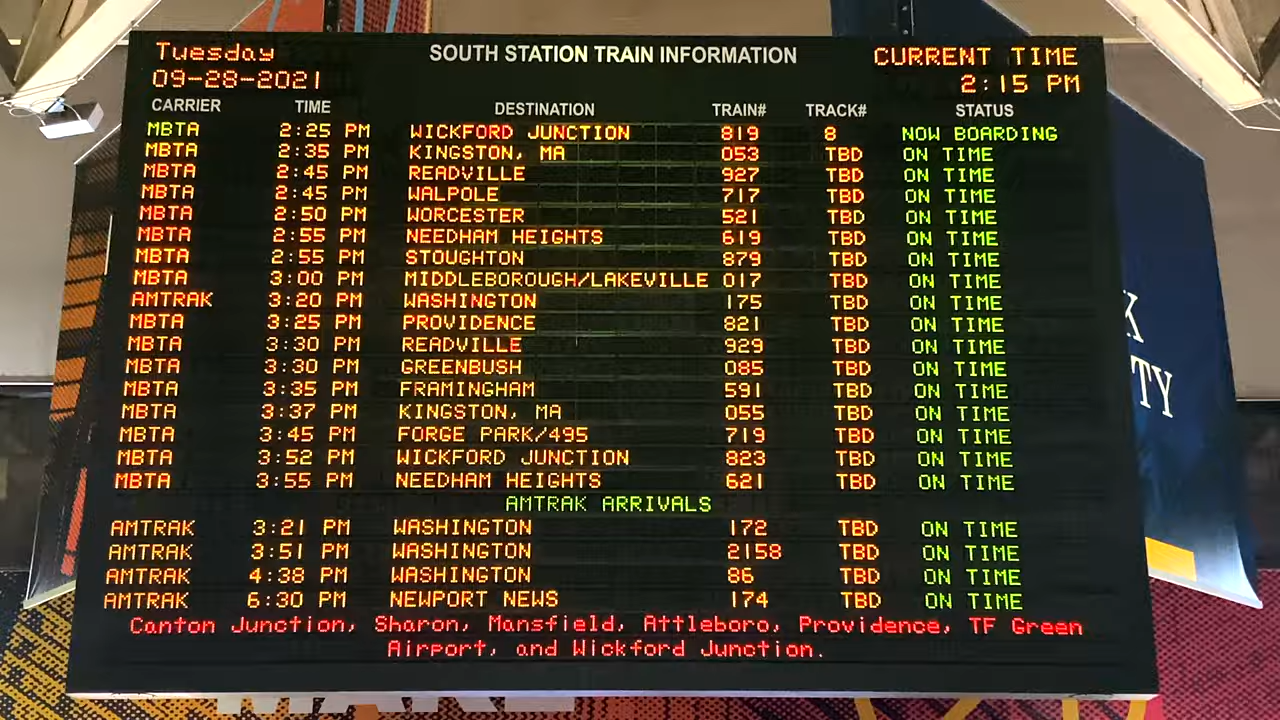 Tuesday SOUTH STATION TRAIN INFORMATION CURRENT TIME
09-28-2021 2:15 PM
CARRIER TIME DESTINATION TRAIN# TRACK# STATUS
MBTA 2:25 PM WICKFORD JUNCTION 819 8 NOW BOARDING
MBTA 2:35 PM KINGSTON, MA 053 TBD ON TIME
MBTA 2:45 PM READVILLE 927 TBD ON TIME
MBTA 2:45 PM WALPOLE 717 TBD ON TIME
MBTA 2:50 PM WORCESTER 521 TBD ON TIME
MBTA 2:55 PM NEEDHAM HEIGHTS 619 TBD ON TIME
MBTA 2:55 PM STOUGHTON 879 TBD ON TIME
MBTA 3:00 PM MIDDLEBOROUGH/LAKEVILLE 017 TBD ON TIME
AMTRAK 3:20 PM WASHINGTON 175 TBD ON TIME
MBTA 3:25 PM PROVIDENCE 821 TBD ON TIME
MBTA 3:30 PM READVILLE 929 TBD ON TIME
MBTA 3:30 PM GREENBUSH 085 TBD ON TIME
MBTA 3:35 PM FRAMINGHAM 591 TBD ON TIME
MBTA 3:37 PM KINGSTON, MA 055 TBD ON TIME
MBTA 3:45 PM FORGE PARK/495 719 TBD ON TIME
MBTA 3:52 PM WICKFORD JUNCTION 823 TBD ON TIME
MBTA 3:55 PM NEEDHAM HEIGHTS 621 TBD ON TIME
AMTRAK ARRIVALS
AMTRAK 3:21 PM WASHINGTON 172 TBD ON TIME
AMTRAK 3:51 PM WASHINGTON 2158 TBD ON TIME
AMTRAK 4:38 PM WASHINGTON 86 TBD ON TIME
AMTRAK 6:30 PM NEWPORT NEWS 174 TBD ON TIME
Canton Junction, Sharon, Mansfield, Attleboro, Providence, TF Green
Airport, and Wickford Junction.